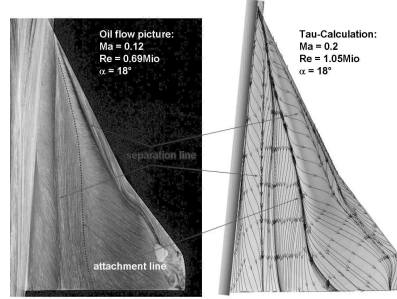 Oil flow picture:
Ma = 0.12
Re = 0.69Mio
α = 18°
Tau-Calculation:
Ma = 0.2
Re = 1.05Mio
α = 18°
separation line
attachment line